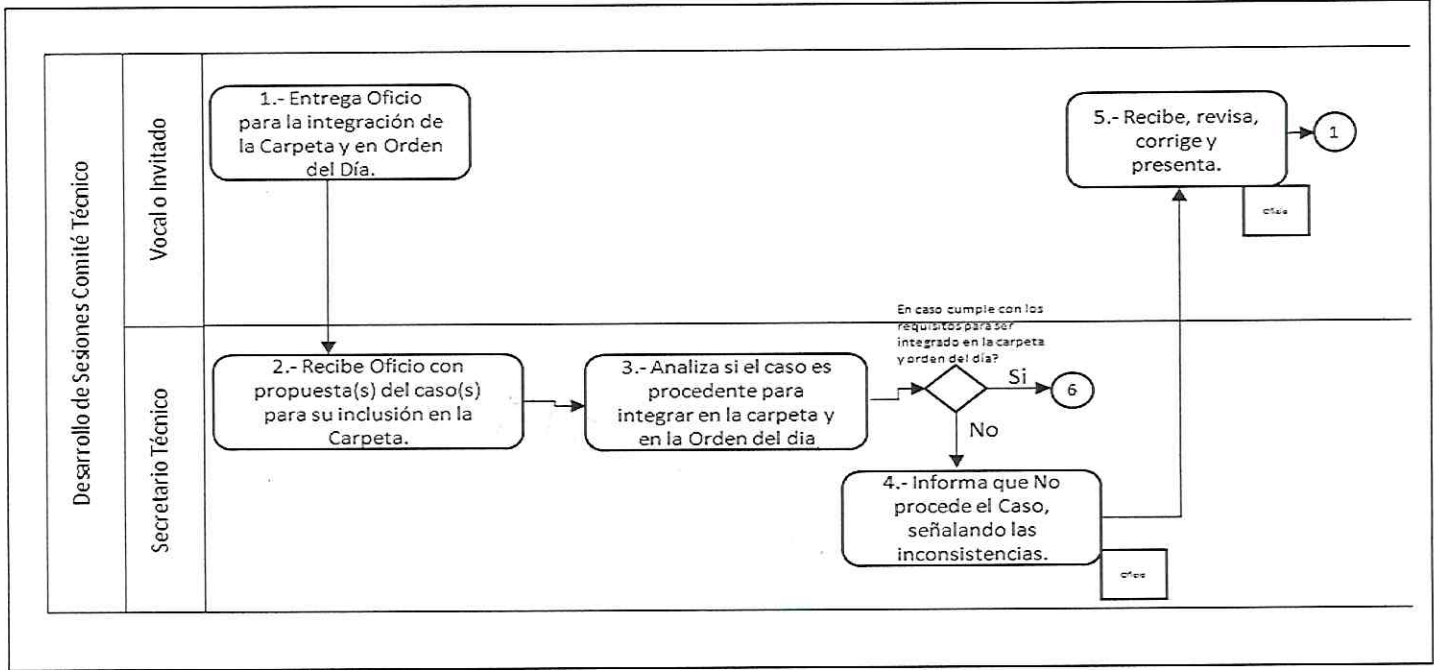 Desarrollo de Sesiones Comité Técnico
Vocal o Invitado
1.- Entrega Oficio
para la integración de
la Carpeta y en Orden
del Día.
5.- Recibe, revisa,
corrige y
presenta.
1
Oficio
Secretario Técnico
2.- Recibe Oficio con
propuesta(s) del caso(s)
para su inclusión en la
Carpeta.
3.- Analiza si el caso es
procedente para
integrar en la carpeta y
en la Orden del dia
En caso cumple con los
requisitos para ser
integrado en la carpeta
y orden del día?
Si
6
No
4.- Informa que No
procede el Caso,
señalando las
inconsistencias.
Oficio